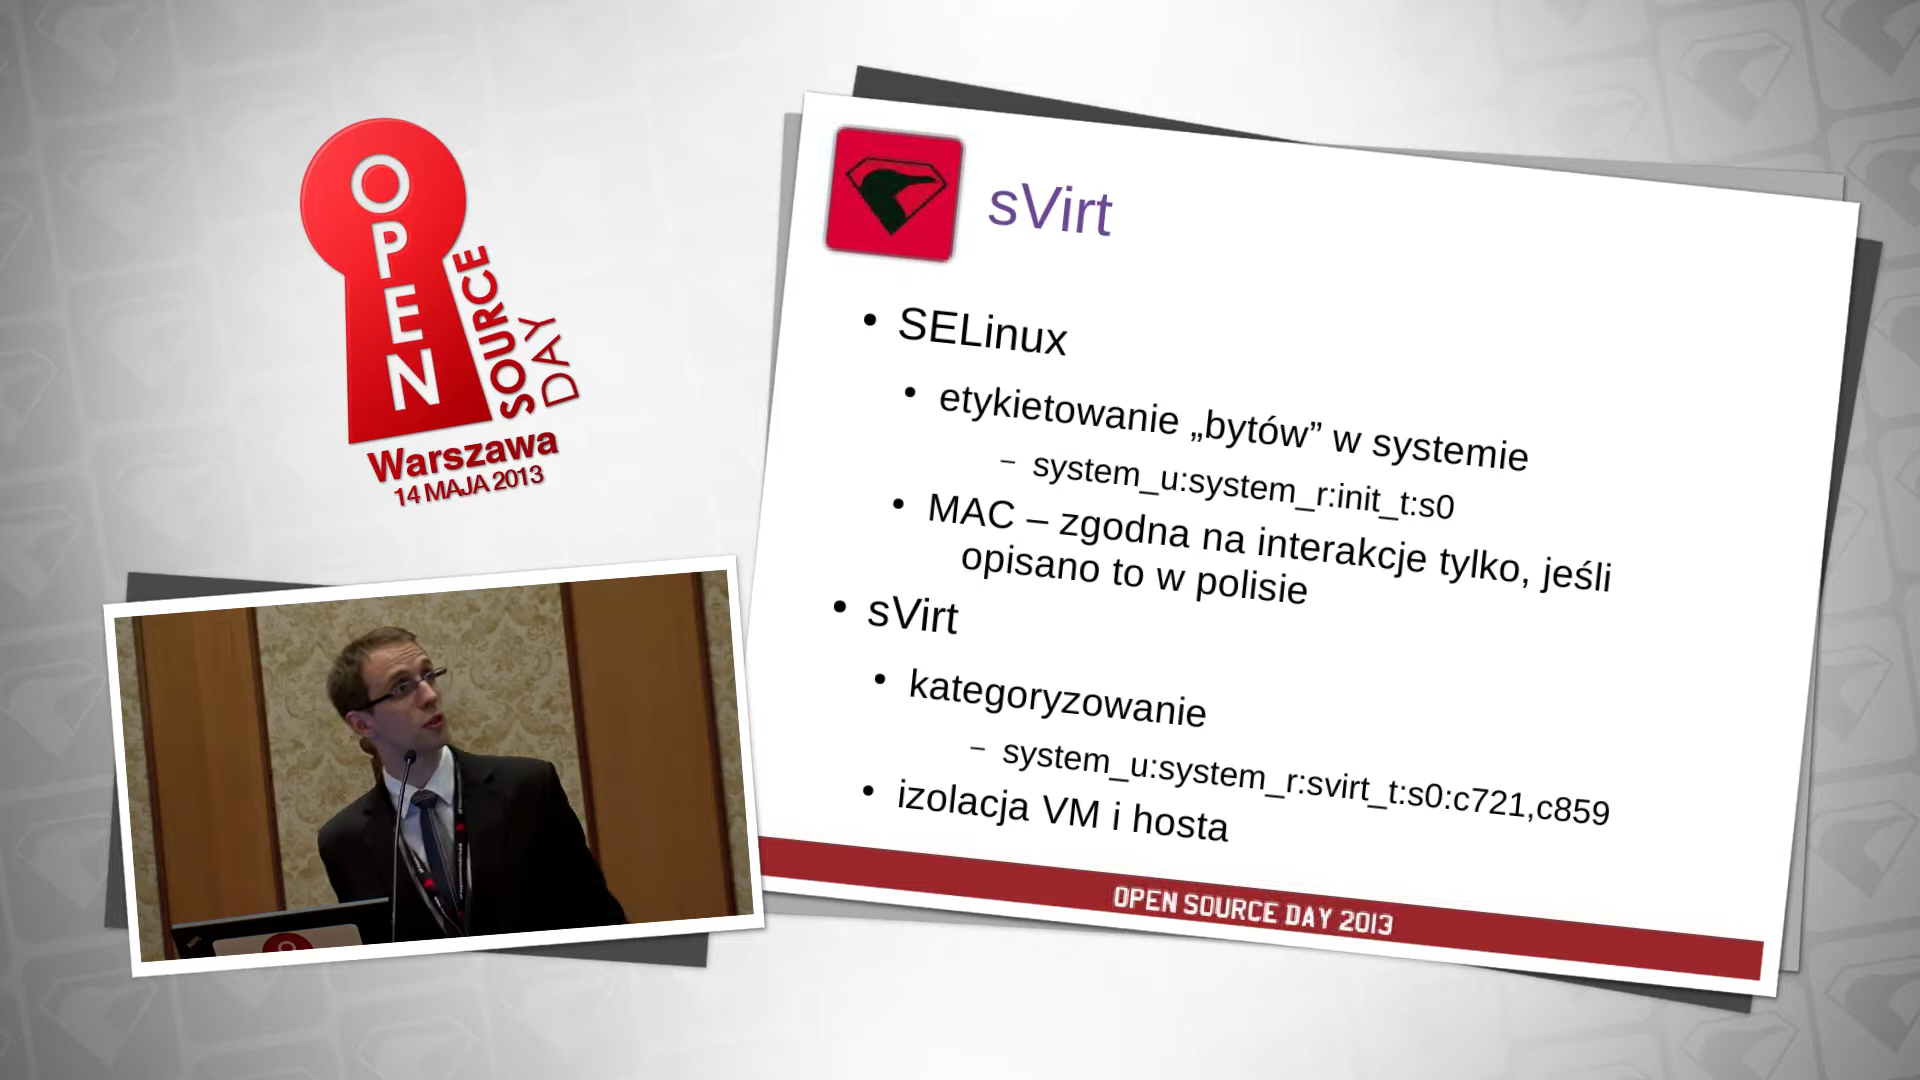 OPEN
SOURCE
DAY
Warszawa
14 MAJA 2013
sVirt
• SELinux
• etykietowanie „bytów” w systemie
– system_u:system_r:init_t:s0
• MAC – zgodna na interakcje tylko, jeśli
opisano to w polisie
• sVirt
• kategoryzowanie
– system_u:system_r:svirt_t:s0:c721,c859
• izolacja VM i hosta
OPEN SOURCE DAY 2013